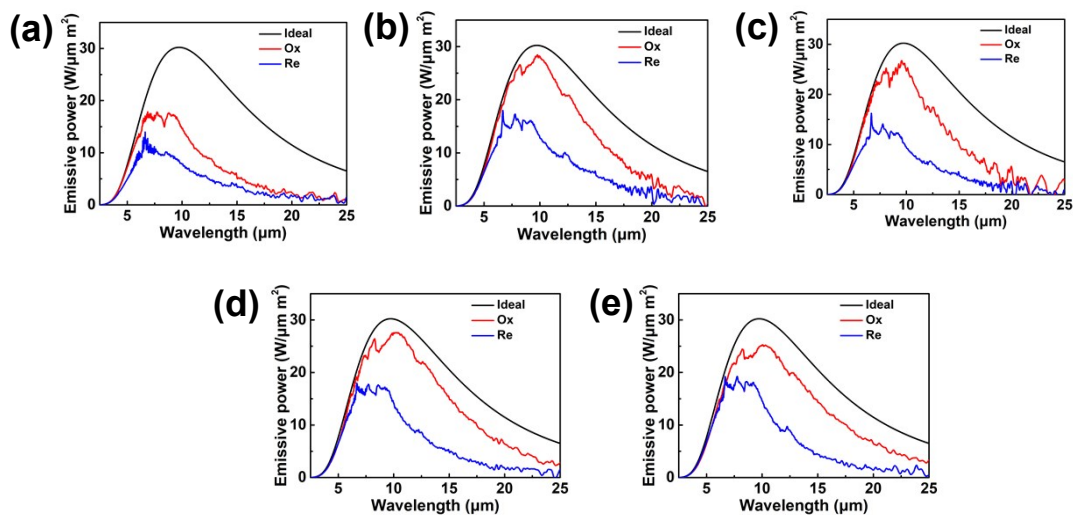 (a)
Emissive power (W/μm m²)
30
20
10
0
Ideal
Ox
Re
5 10 15 20 25
Wavelength (μm)
(b)
Emissive power (W/μm m²)
30
20
10
0
Ideal
Ox
Re
5 10 15 20 25
Wavelength (μm)
(c)
Emissive power (W/μm m²)
30
20
10
0
Ideal
Ox
Re
5 10 15 20 25
Wavelength (μm)
(d)
Emissive power (W/μm m²)
30
20
10
0
Ideal
Ox
Re
5 10 15 20 25
Wavelength (μm)
(e)
Emissive power (W/μm m²)
30
20
10
0
Ideal
Ox
Re
5 10 15 20 25
Wavelength (μm)